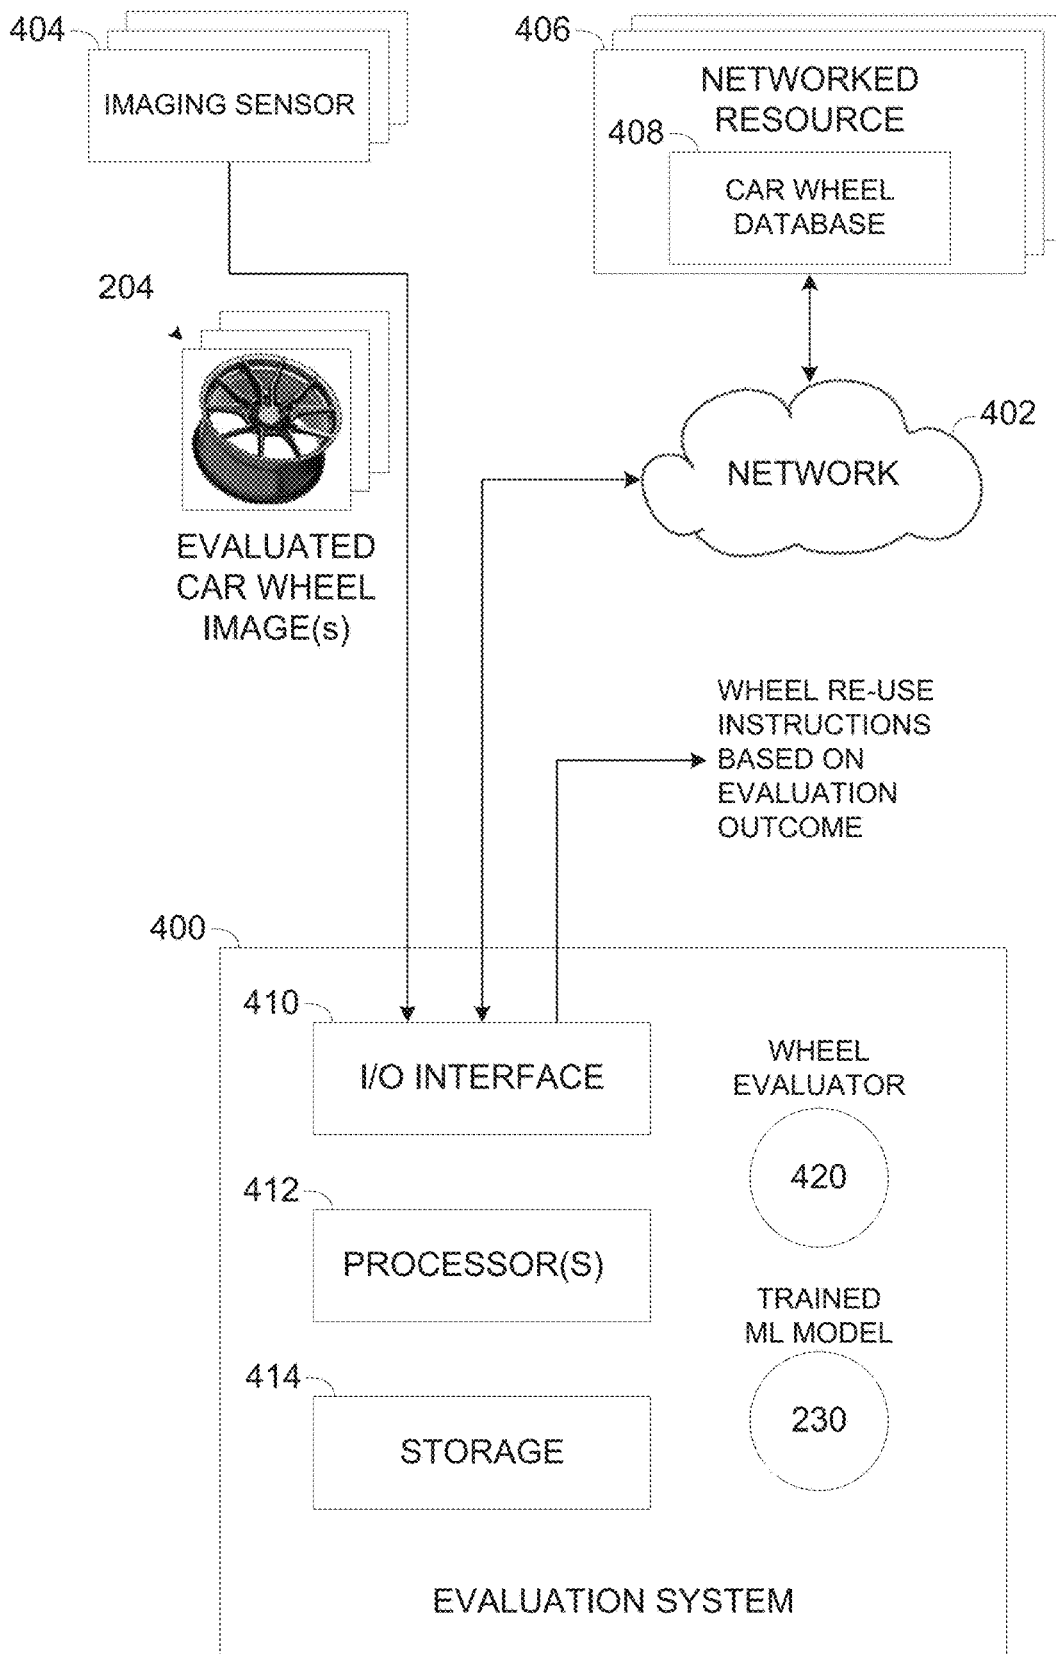 404
IMAGING SENSOR
406
NETWORKED
RESOURCE
408
CAR WHEEL
DATABASE
204
EVALUATED
CAR WHEEL
IMAGE(s)
402
NETWORK
WHEEL RE-USE
INSTRUCTIONS
BASED ON
EVALUATION
OUTCOME
400
410
I/O INTERFACE
WHEEL
EVALUATOR
420
412
PROCESSOR(S)
TRAINED
ML MODEL
230
414
STORAGE
EVALUATION SYSTEM